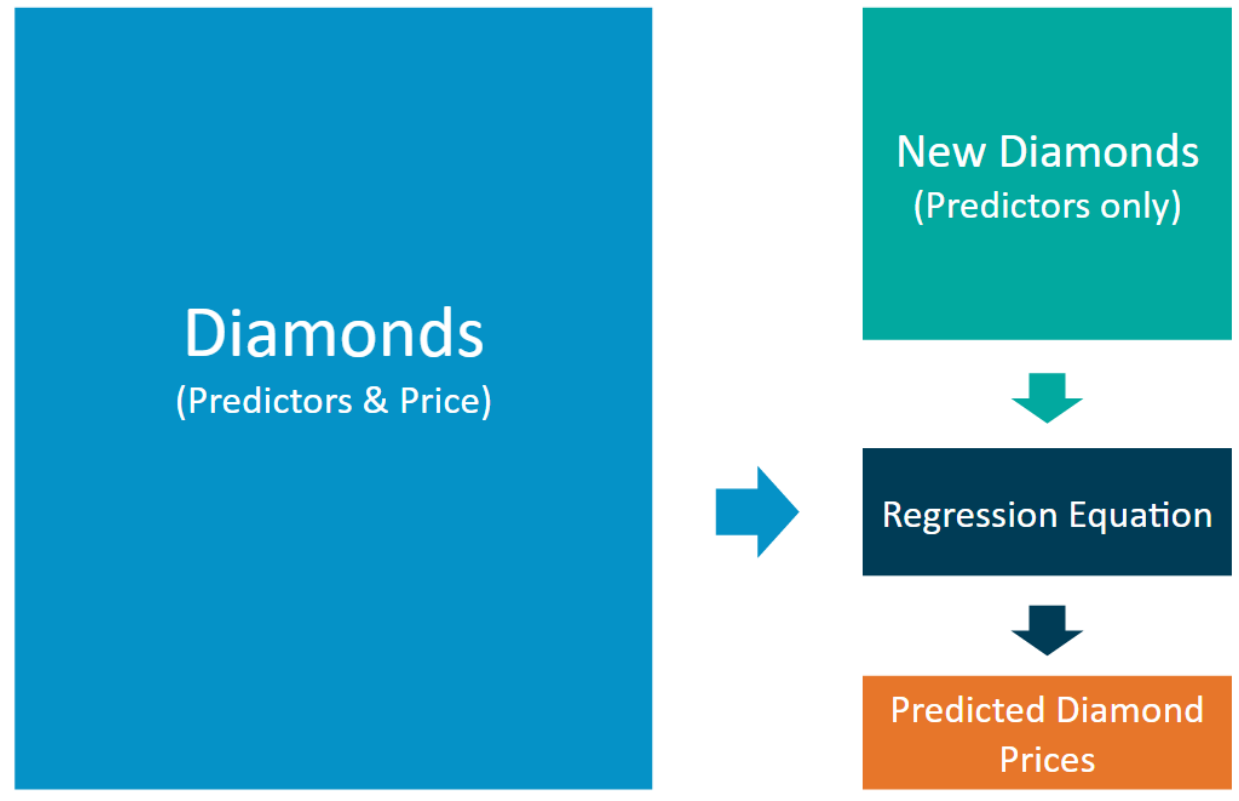 Diamonds
(Predictors & Price)
New Diamonds
(Predictors only)
Regression Equation
Predicted Diamond
Prices